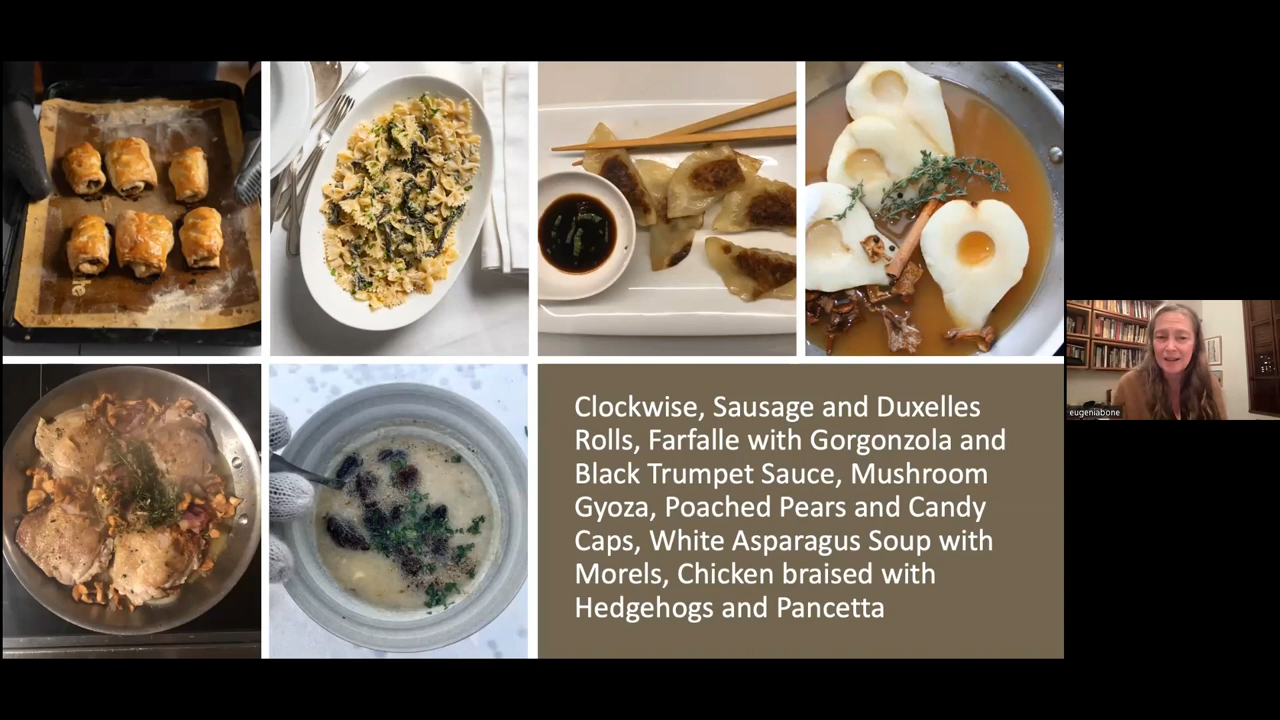 Clockwise, Sausage and Duxelles
Rolls, Farfalle with Gorgonzola and
Black Trumpet Sauce, Mushroom
Gyoza, Poached Pears and Candy
Caps, White Asparagus Soup with
Morels, Chicken braised with
Hedgehogs and Pancetta
eugeniabone